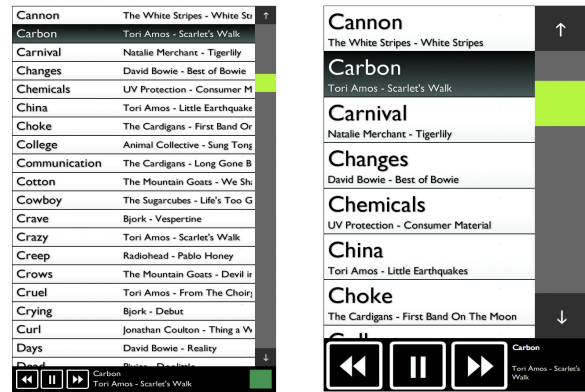 Cannon The White Stripes - White
Carbon Tori Amos - Scarlet's Walk
Carnival Natalie Merchant - Tigerlily
Changes David Bowie - Best of Bowie
Chemicals UV Protection - Consumer M
China Tori Amos - Little Earthquake
Choke The Cardigans - First Band Or
College Animal Collective - Sung Tong
Communication The Cardigans - Long Gone B
Cotton The Mountain Goats - We Sha
Cowboy The Sugarcubes - Life's Too G
Crave Bjork - Vespertine
Crazy Tori Amos - Scarlet's Walk
Creep Radiohead - Pablo Honey
Crows The Mountain Goats - Devil in
Cruel Tori Amos - From The Choir
Crying Bjork - Debut
Curl Jonathan Coulton - Thing a W
Days David Bowie - Reality
Dead
Carbon
Tori Amos - Scarlet's Walk
Cannon
The White Stripes - White Stripes
Carbon
Tori Amos - Scarlet's Walk
Carnival
Natalie Merchant - Tigerlily
Changes
David Bowie - Best of Bowie
Chemicals
UV Protection - Consumer Material
China
Tori Amos - Little Earthquakes
Choke
The Cardigans - First Band On The Moon
Carbon
Tori Amos - Scarlet's
Walk